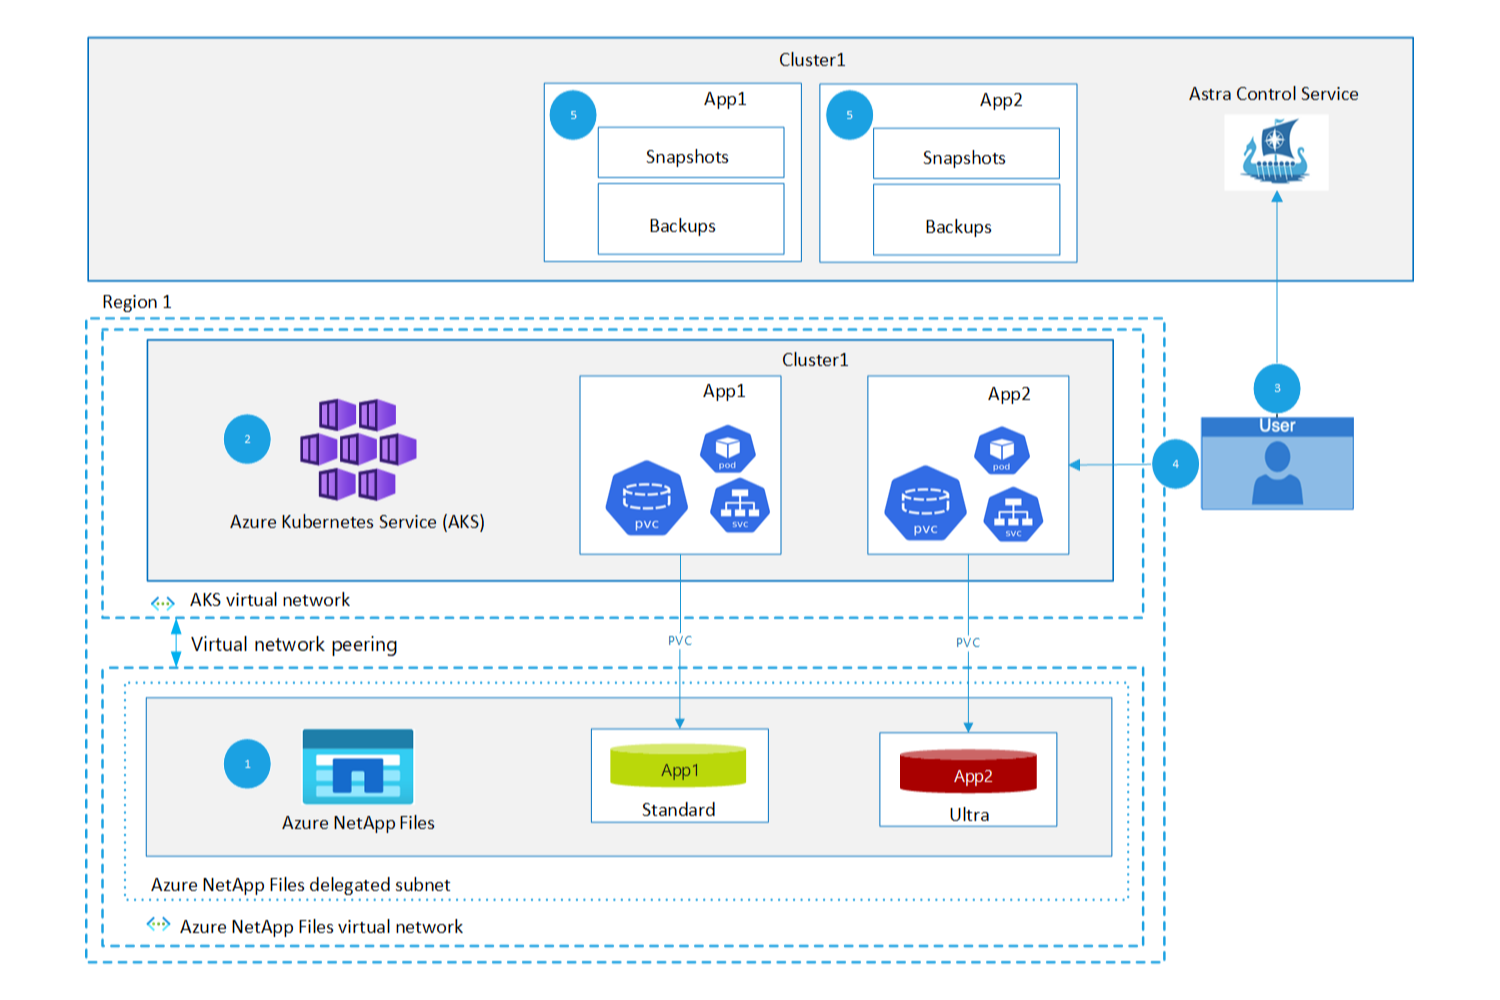 Cluster1
App1
App2
Astra Control Service
5
5
Snapshots
Snapshots
Backups
Backups
Region 1
Cluster1
App1
App2
3
User
2
pod
pod
4
pvc
svc
pvc
svc
Azure Kubernetes Service (AKS)
AKS virtual network
Virtual network peering
PVC
PVC
1
App1
App2
Standard
Ultra
Azure NetApp Files
Azure NetApp Files delegated subnet
Azure NetApp Files virtual network